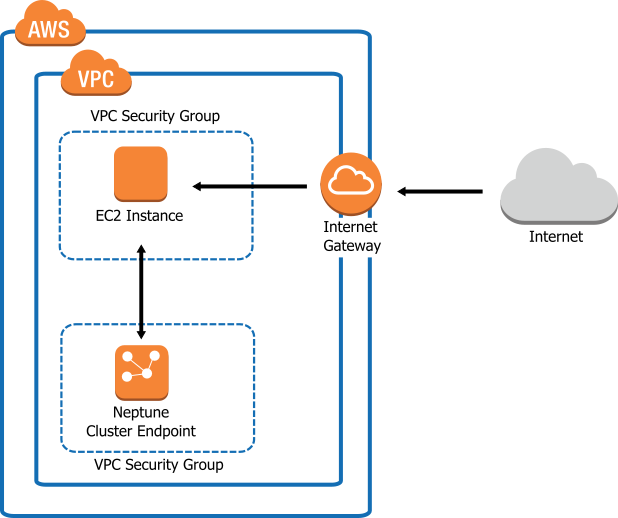 AWS
VPC
VPC Security Group
EC2 Instance
Internet
Gateway
Internet
Neptune
Cluster Endpoint
VPC Security Group